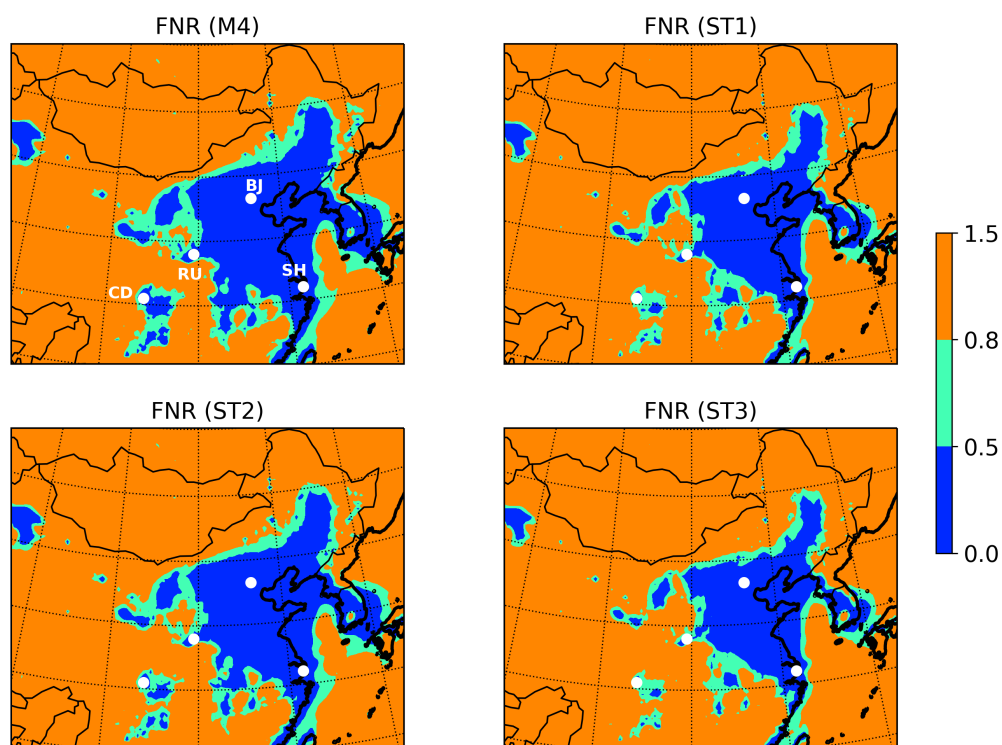 FNR (M4)
FNR (ST1)
BJ
RU
SH
CD
1.5
0.8
0.5
0.0
FNR (ST2)
FNR (ST3)